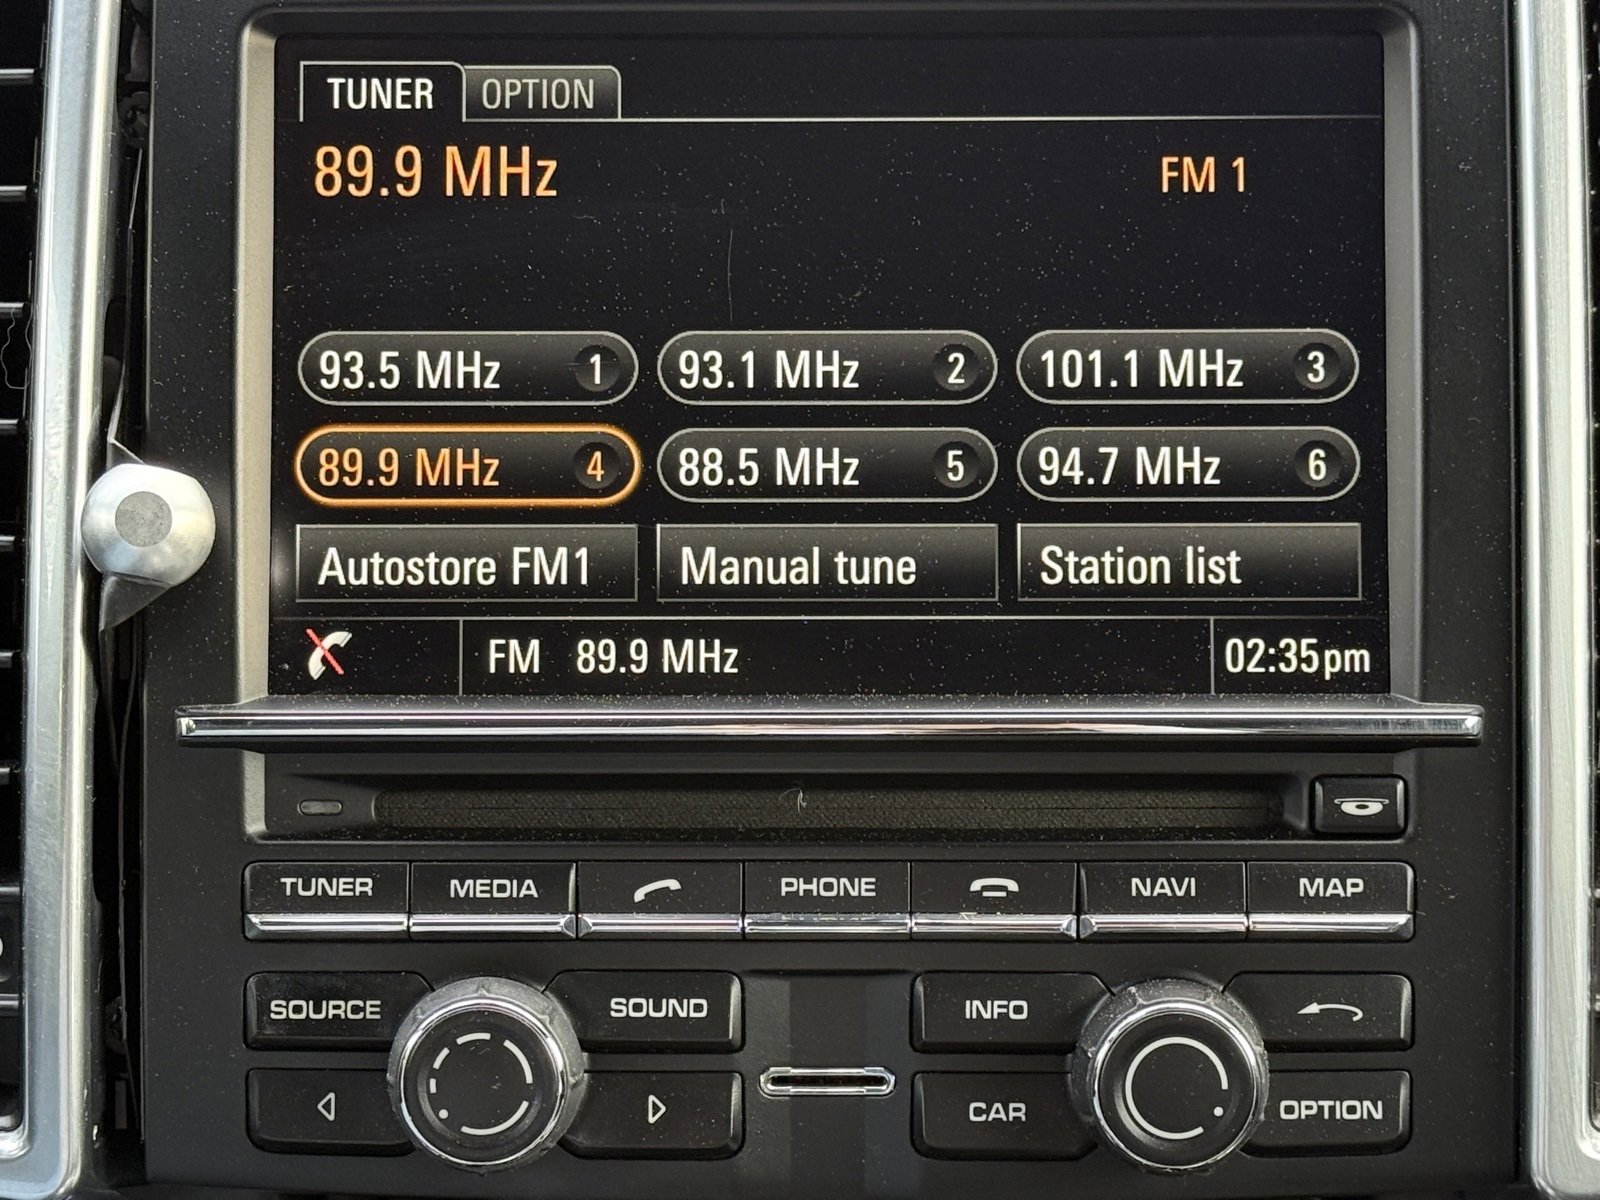 TUNER OPTION
89.9 MHz FM 1
93.5 MHz 1 93.1 MHz 2 101.1 MHz 3
89.9 MHz 4 88.5 MHz 5 94.7 MHz 6
Autostore FM1 Manual tune Station list
FM 89.9 MHz 02:35pm
TUNER MEDIA PHONE NAVI MAP
SOURCE SOUND INFO
CAR OPTION